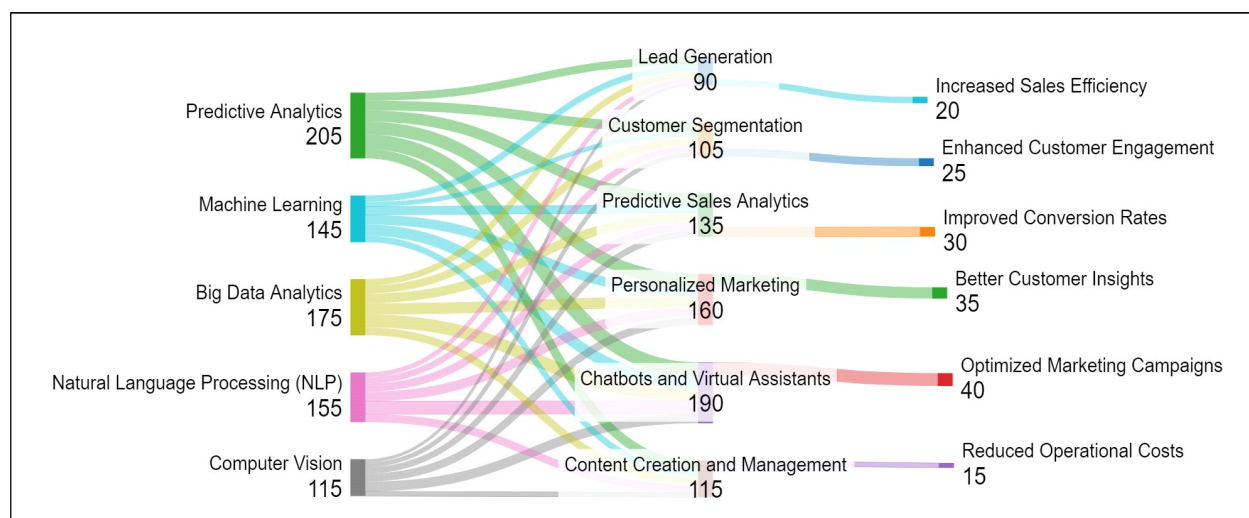 Predictive Analytics
205
Machine Learning
145
Big Data Analytics
175
Natural Language Processing (NLP)
155
Computer Vision
115
Lead Generation
90
Customer Segmentation
105
Predictive Sales Analytics
135
Personalized Marketing
160
Chatbots and Virtual Assistants
190
Content Creation and Management
115
Increased Sales Efficiency
20
Enhanced Customer Engagement
25
Improved Conversion Rates
30
Better Customer Insights
35
Optimized Marketing Campaigns
40
Reduced Operational Costs
15